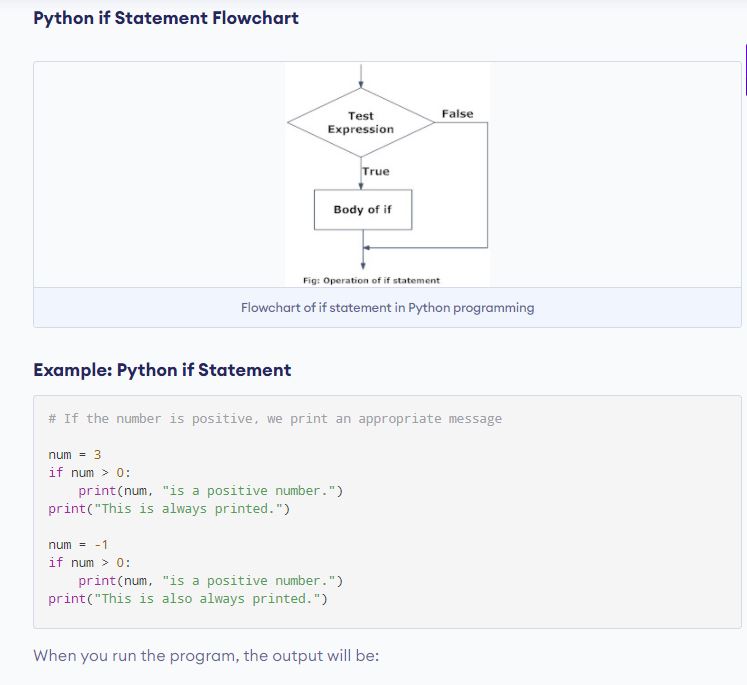 Python if Statement Flowchart
Test
Expression
False
True
Body of if
Fig: Operation of if statement
Flowchart of if statement in Python programming
Example: Python if Statement
# If the number is positive, we print an appropriate message
num = 3
if num > 0:
    print(num, "is a positive number.")
print("This is always printed.")
num = -1
if num > 0:
    print(num, "is a positive number.")
print("This is also always printed.")
When you run the program, the output will be: